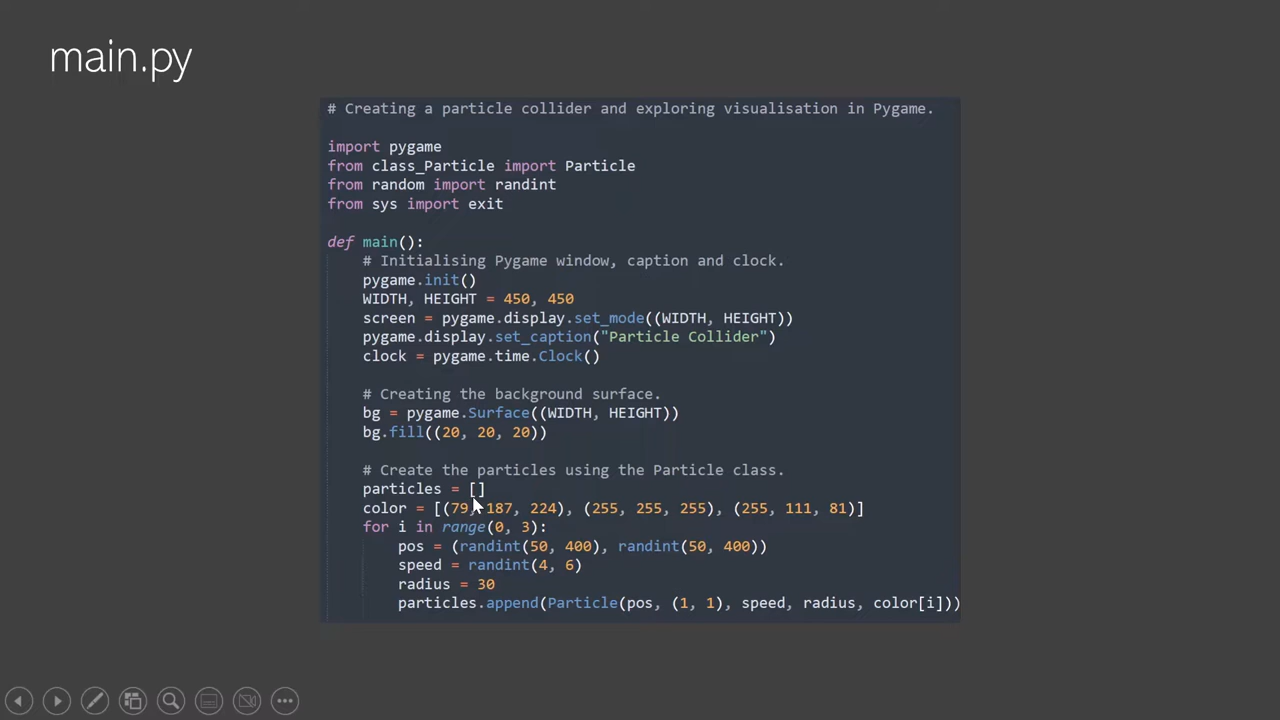 main.py
# Creating a particle collider and exploring visualisation in Pygame.
import pygame
from class_Particle import Particle
from random import randint
from sys import exit
def main():
# Initialising Pygame window, caption and clock.
pygame.init()
WIDTH, HEIGHT = 450, 450
screen = pygame.display.set_mode((WIDTH, HEIGHT))
pygame.display.set_caption("Particle Collider")
clock = pygame.time.Clock()
# Creating the background surface.
bg = pygame.Surface((WIDTH, HEIGHT))
bg.fill((20, 20, 20))
# Create the particles using the Particle class.
particles = []
color = [(79, 187, 224), (255, 255, 255), (255, 111, 81)]
for i in range(0, 3):
pos = (randint(50, 400), randint(50, 400))
speed = randint(4, 6)
radius = 30
particles.append(Particle(pos, (1, 1), speed, radius, color[i]))